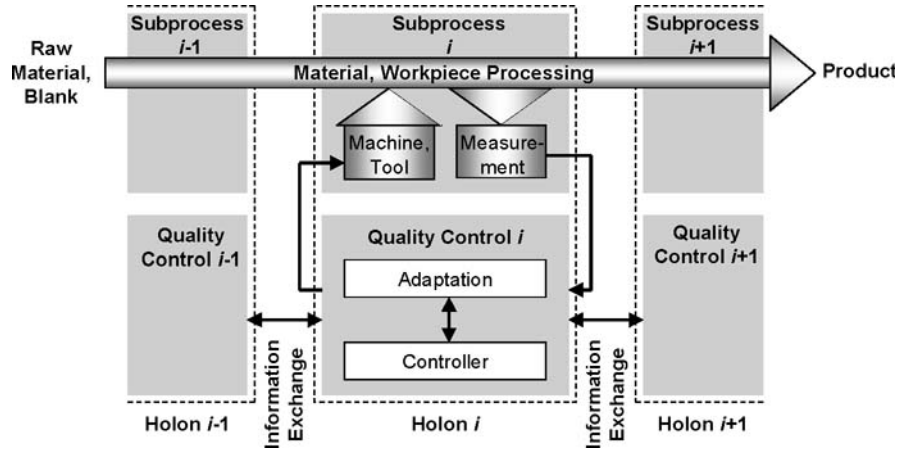 Subprocess
i-1
Subprocess
i
Subprocess
i+1
Raw
Material,
Blank
Material, Workpiece Processing
Product
Machine,
Tool
Measure-
ment
Quality
Control i-1
Quality Control i
Quality
Control i+1
Adaptation
Controller
Information
Exchange
Information
Exchange
Holon i-1
Holon i
Holon i+1